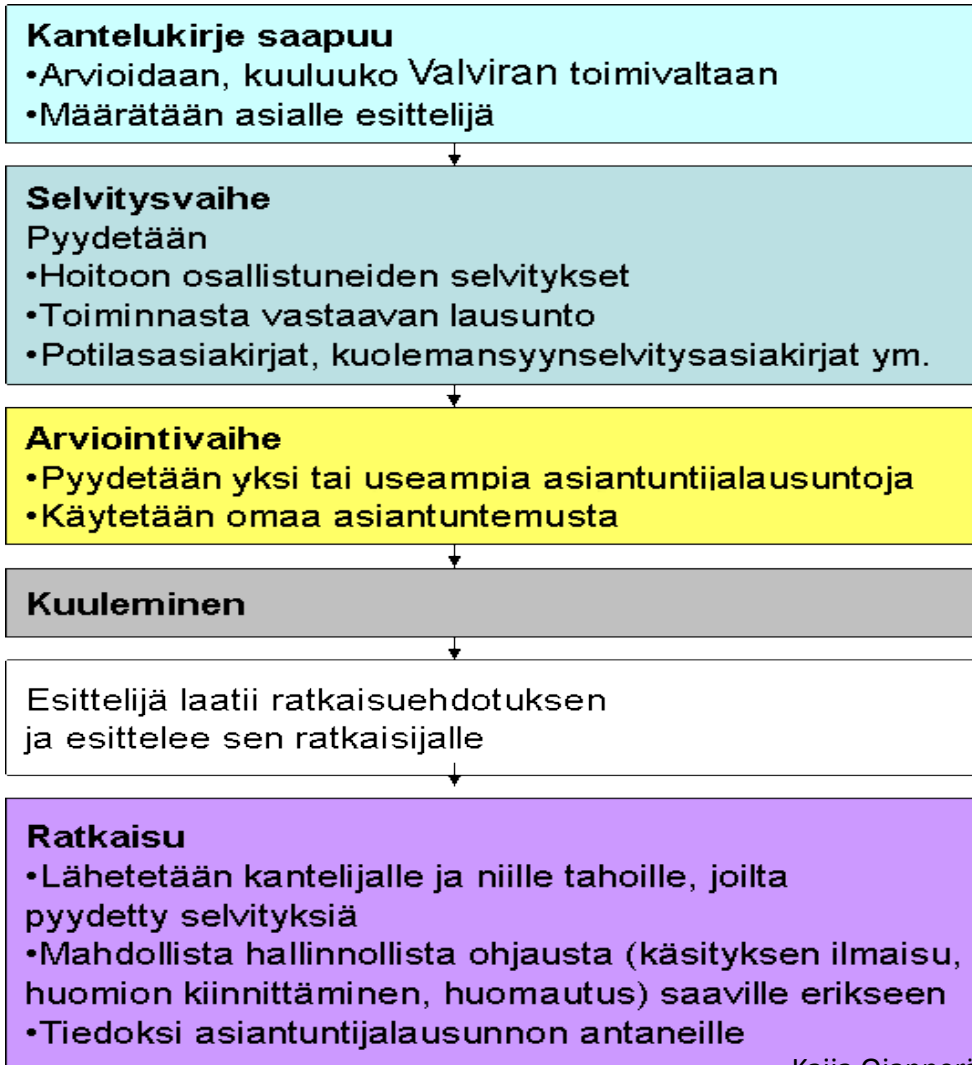 Kantelukirje saapuu
•Arvioidaan, kuuluuko Valviran toimivaltaan
•Määrätään asialle esittelijä
Selvitysvaihe
Pyydetään
•Hoitoon osallistuneiden selvitykset
•Toiminnasta vastaavan lausunto
•Potilasasiakirjat, kuolemansyynselvitysasiakirjat ym.
Arviointivaihe
•Pyydetään yksi tai useampia asiantuntijalausuntoja
•Käytetään omaa asiantuntemusta
Kuuleminen
Esittelijä laatii ratkaisuehdotuksen
ja esittelee sen ratkaisijalle
Ratkaisu
•Lähetetään kantelijalle ja niille tahoille, joilta
pyydetty selvityksiä
•Mahdollista hallinnollista ohjausta (käsityksen ilmaisu,
huomion kiinnittäminen, huomautus) saaville erikseen
•Tiedoksi asiantuntijalausunnon antaneille